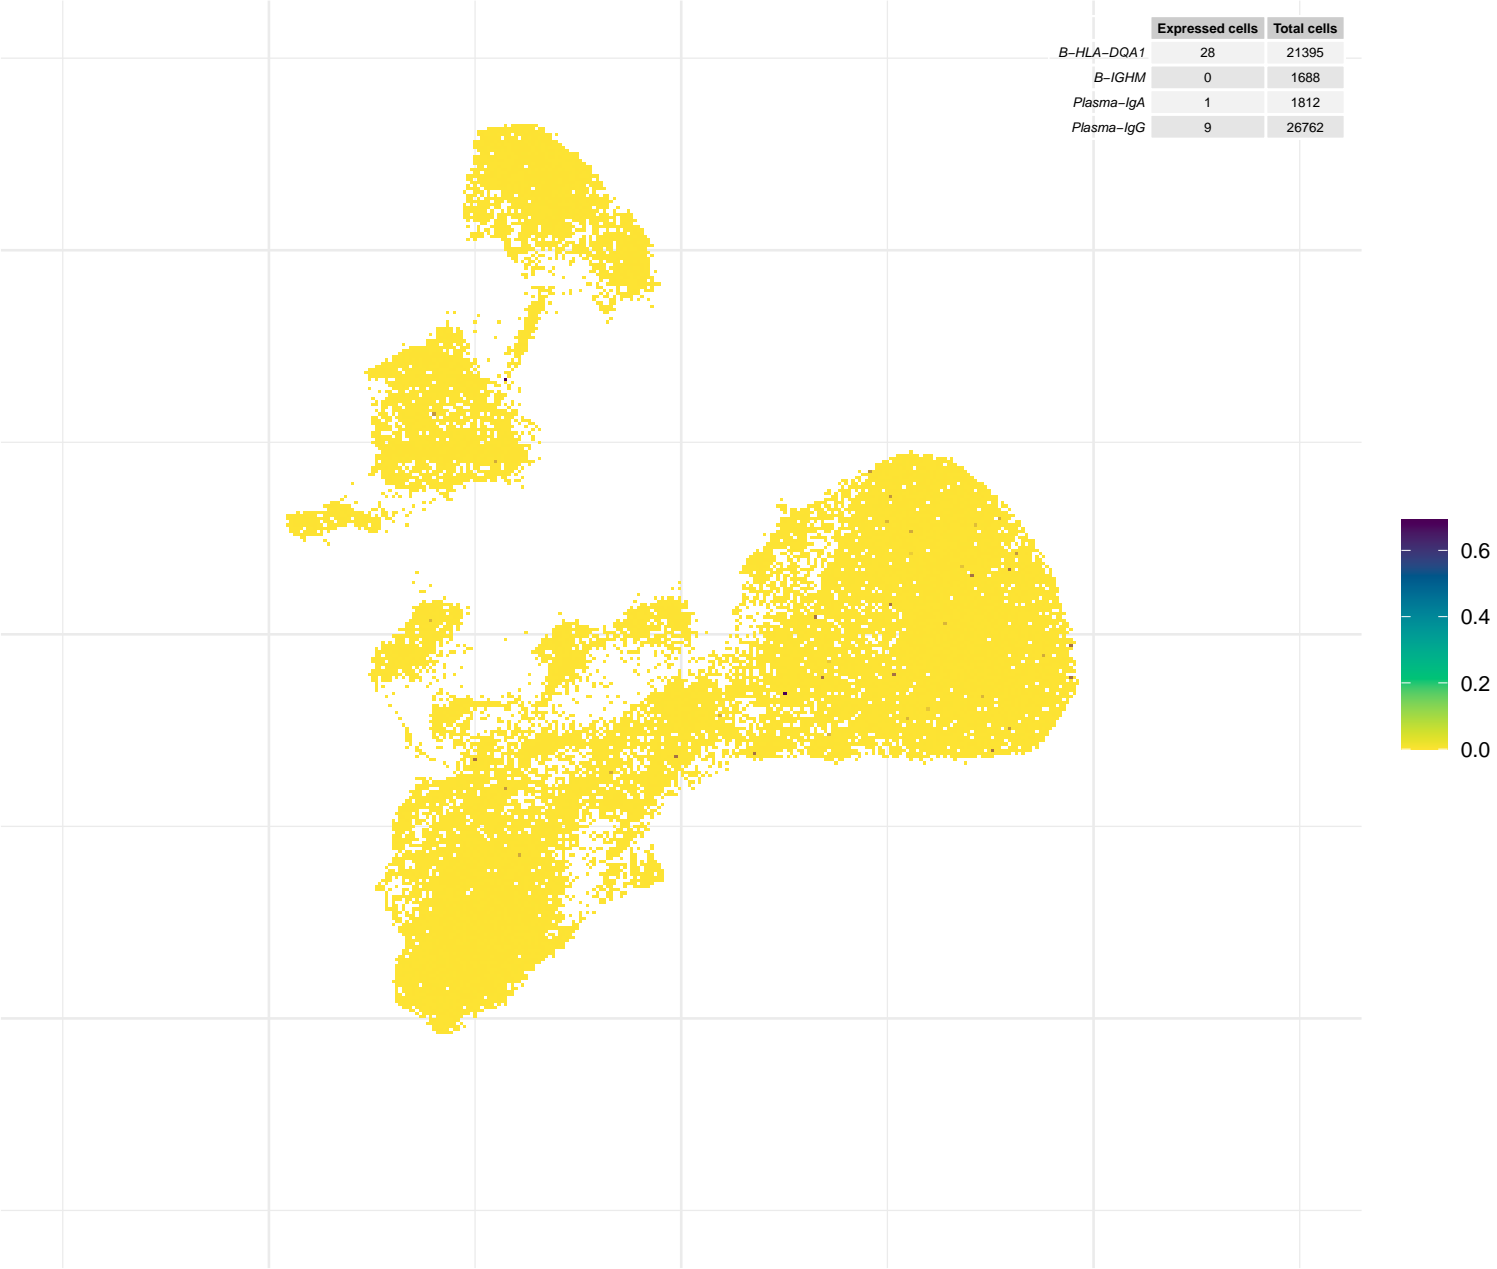 Expressed cells Total cells
B−HLA−DQA1 28 21395
B−IGHM 0 1688
Plasma−IgA 1 1812
Plasma−IgG 9 26762
0.6
0.4
0.2
0.0